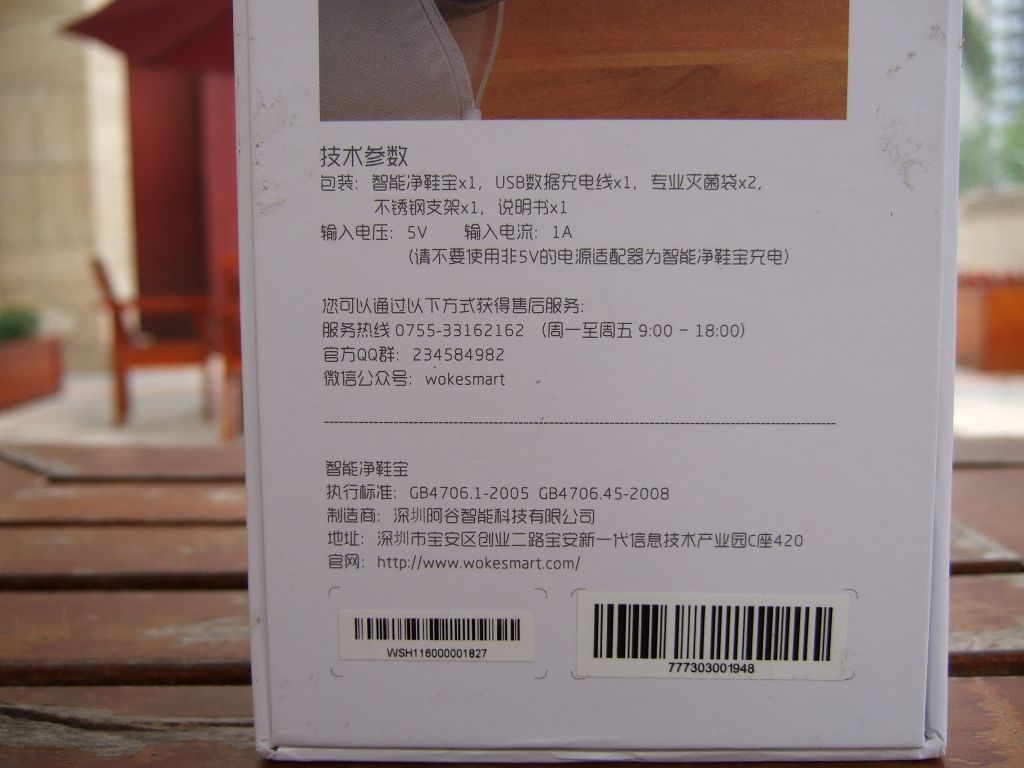 技术参数
包装：智能净鞋宝x1，USB数据充电线x1，专业灭菌袋x2，
不锈钢支架x1，说明书x1
输入电压：5V 输入电流：1A
(请不要使用非5V的电源适配器为智能净鞋宝充电)
您可以通过以下方式获得售后服务:
服务热线 0755-33162162 (周一至周五 9:00 - 18:00)
官方QQ群：234584982
微信公众号：wokesmart
智能净鞋宝
执行标准：GB4706.1-2005 GB4706.45-2008
制造商：深圳阿谷智能科技有限公司
地址：深圳市宝安区创业二路宝安新一代信息技术产业园C座420
官网：http://www.wokesmart.com/
WSH116000001827
777303001948